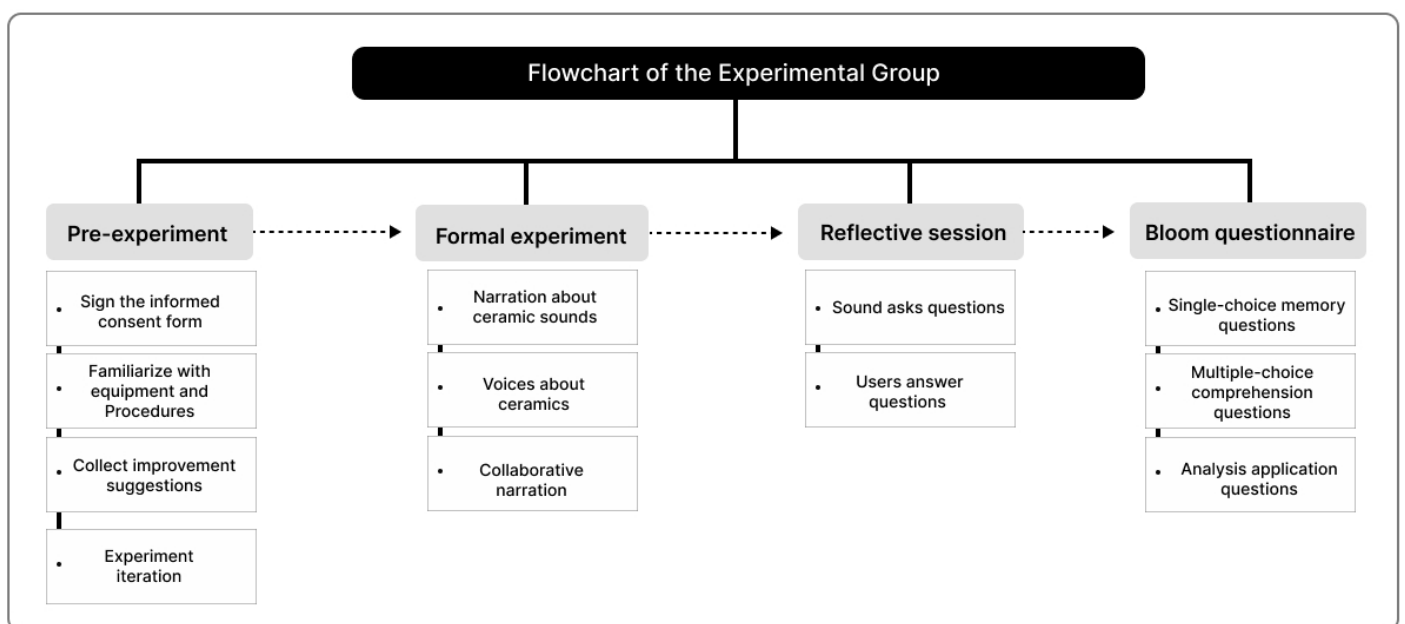 Flowchart of the Experimental Group
Pre-experiment
• Sign the informed
consent form
• Familiarize with
equipment and
Procedures
• Collect improvement
suggestions
• Experiment
iteration
Formal experiment
• Narration about
ceramic sounds
• Voices about
ceramics
• Collaborative
narration
Reflective session
• Sound asks questions
• Users answer
questions
Bloom questionnaire
• Single-choice memory
questions
• Multiple-choice
comprehension
questions
• Analysis application
questions